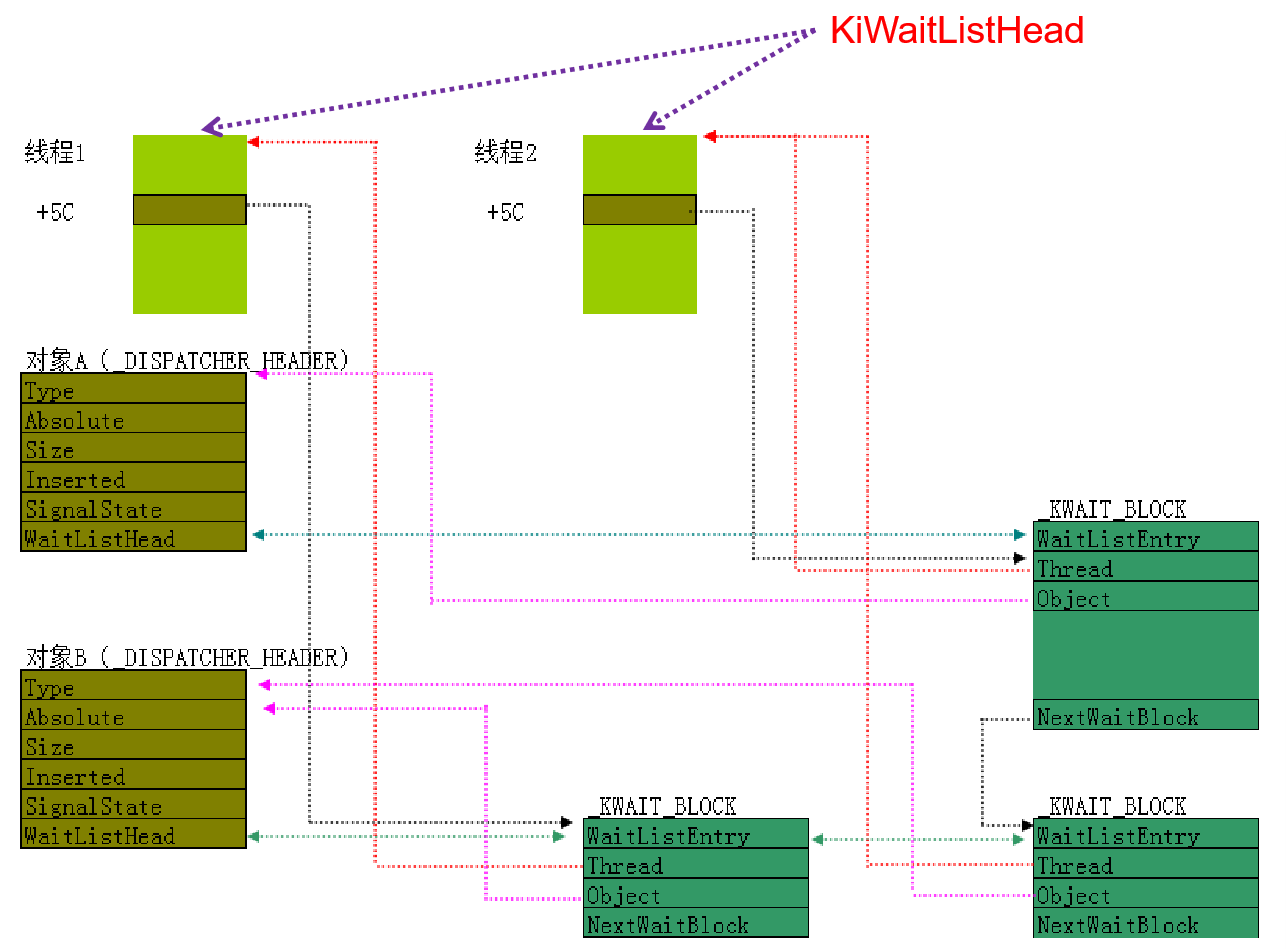 KiWaitListHead
线程1
线程2
+5C
+5C
对象A (_DISPATCHER_HEADER)
Type
Absolute
Size
Inserted
SignalState
WaitListHead
_KWAIT_BLOCK
WaitListEntry
Thread
Object
NextWaitBlock
对象B (_DISPATCHER_HEADER)
Type
Absolute
Size
Inserted
SignalState
WaitListHead
_KWAIT_BLOCK
WaitListEntry
Thread
Object
NextWaitBlock
_KWAIT_BLOCK
WaitListEntry
Thread
Object
NextWaitBlock